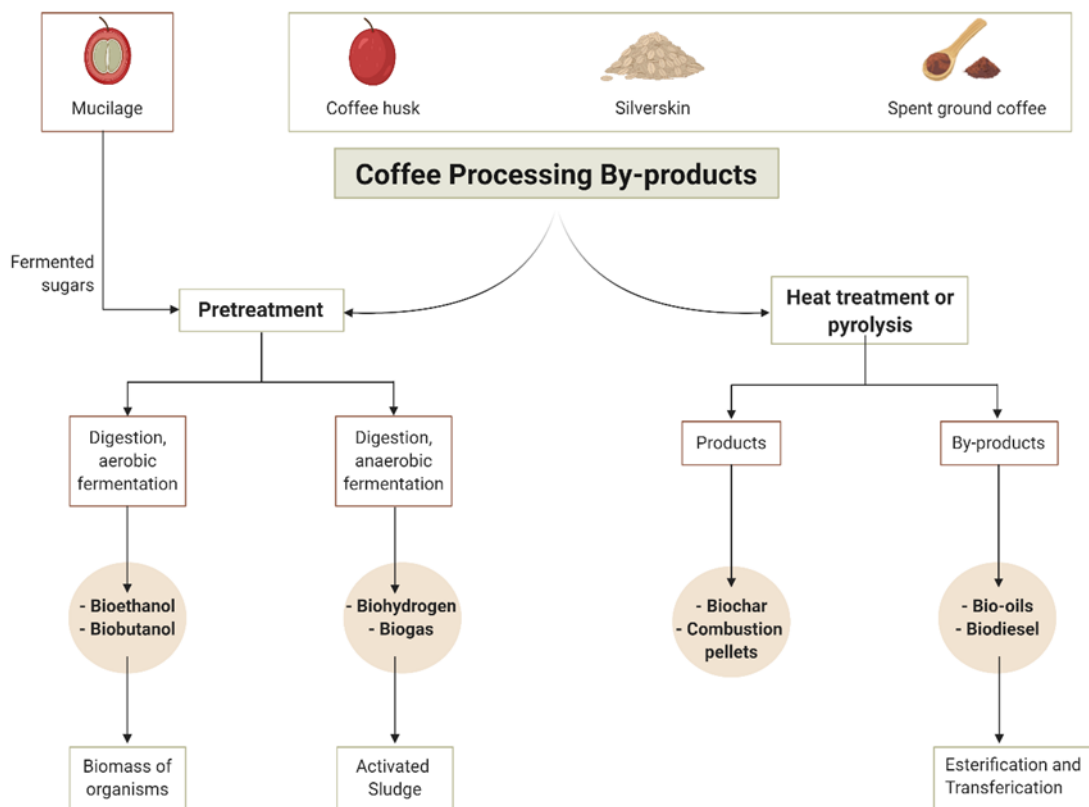 Mucilage
Coffee husk
Silverskin
Spent ground coffee
Coffee Processing By-products
Fermented
sugars
Pretreatment
Heat treatment or
pyrolysis
Digestion,
aerobic
fermentation
Digestion,
anaerobic
fermentation
Products
By-products
- Bioethanol
- Biobutanol
- Biohydrogen
- Biogas
- Biochar
- Combustion
pellets
- Bio-oils
- Biodiesel
Biomass of
organisms
Activated
Sludge
Esterification and
Transferication